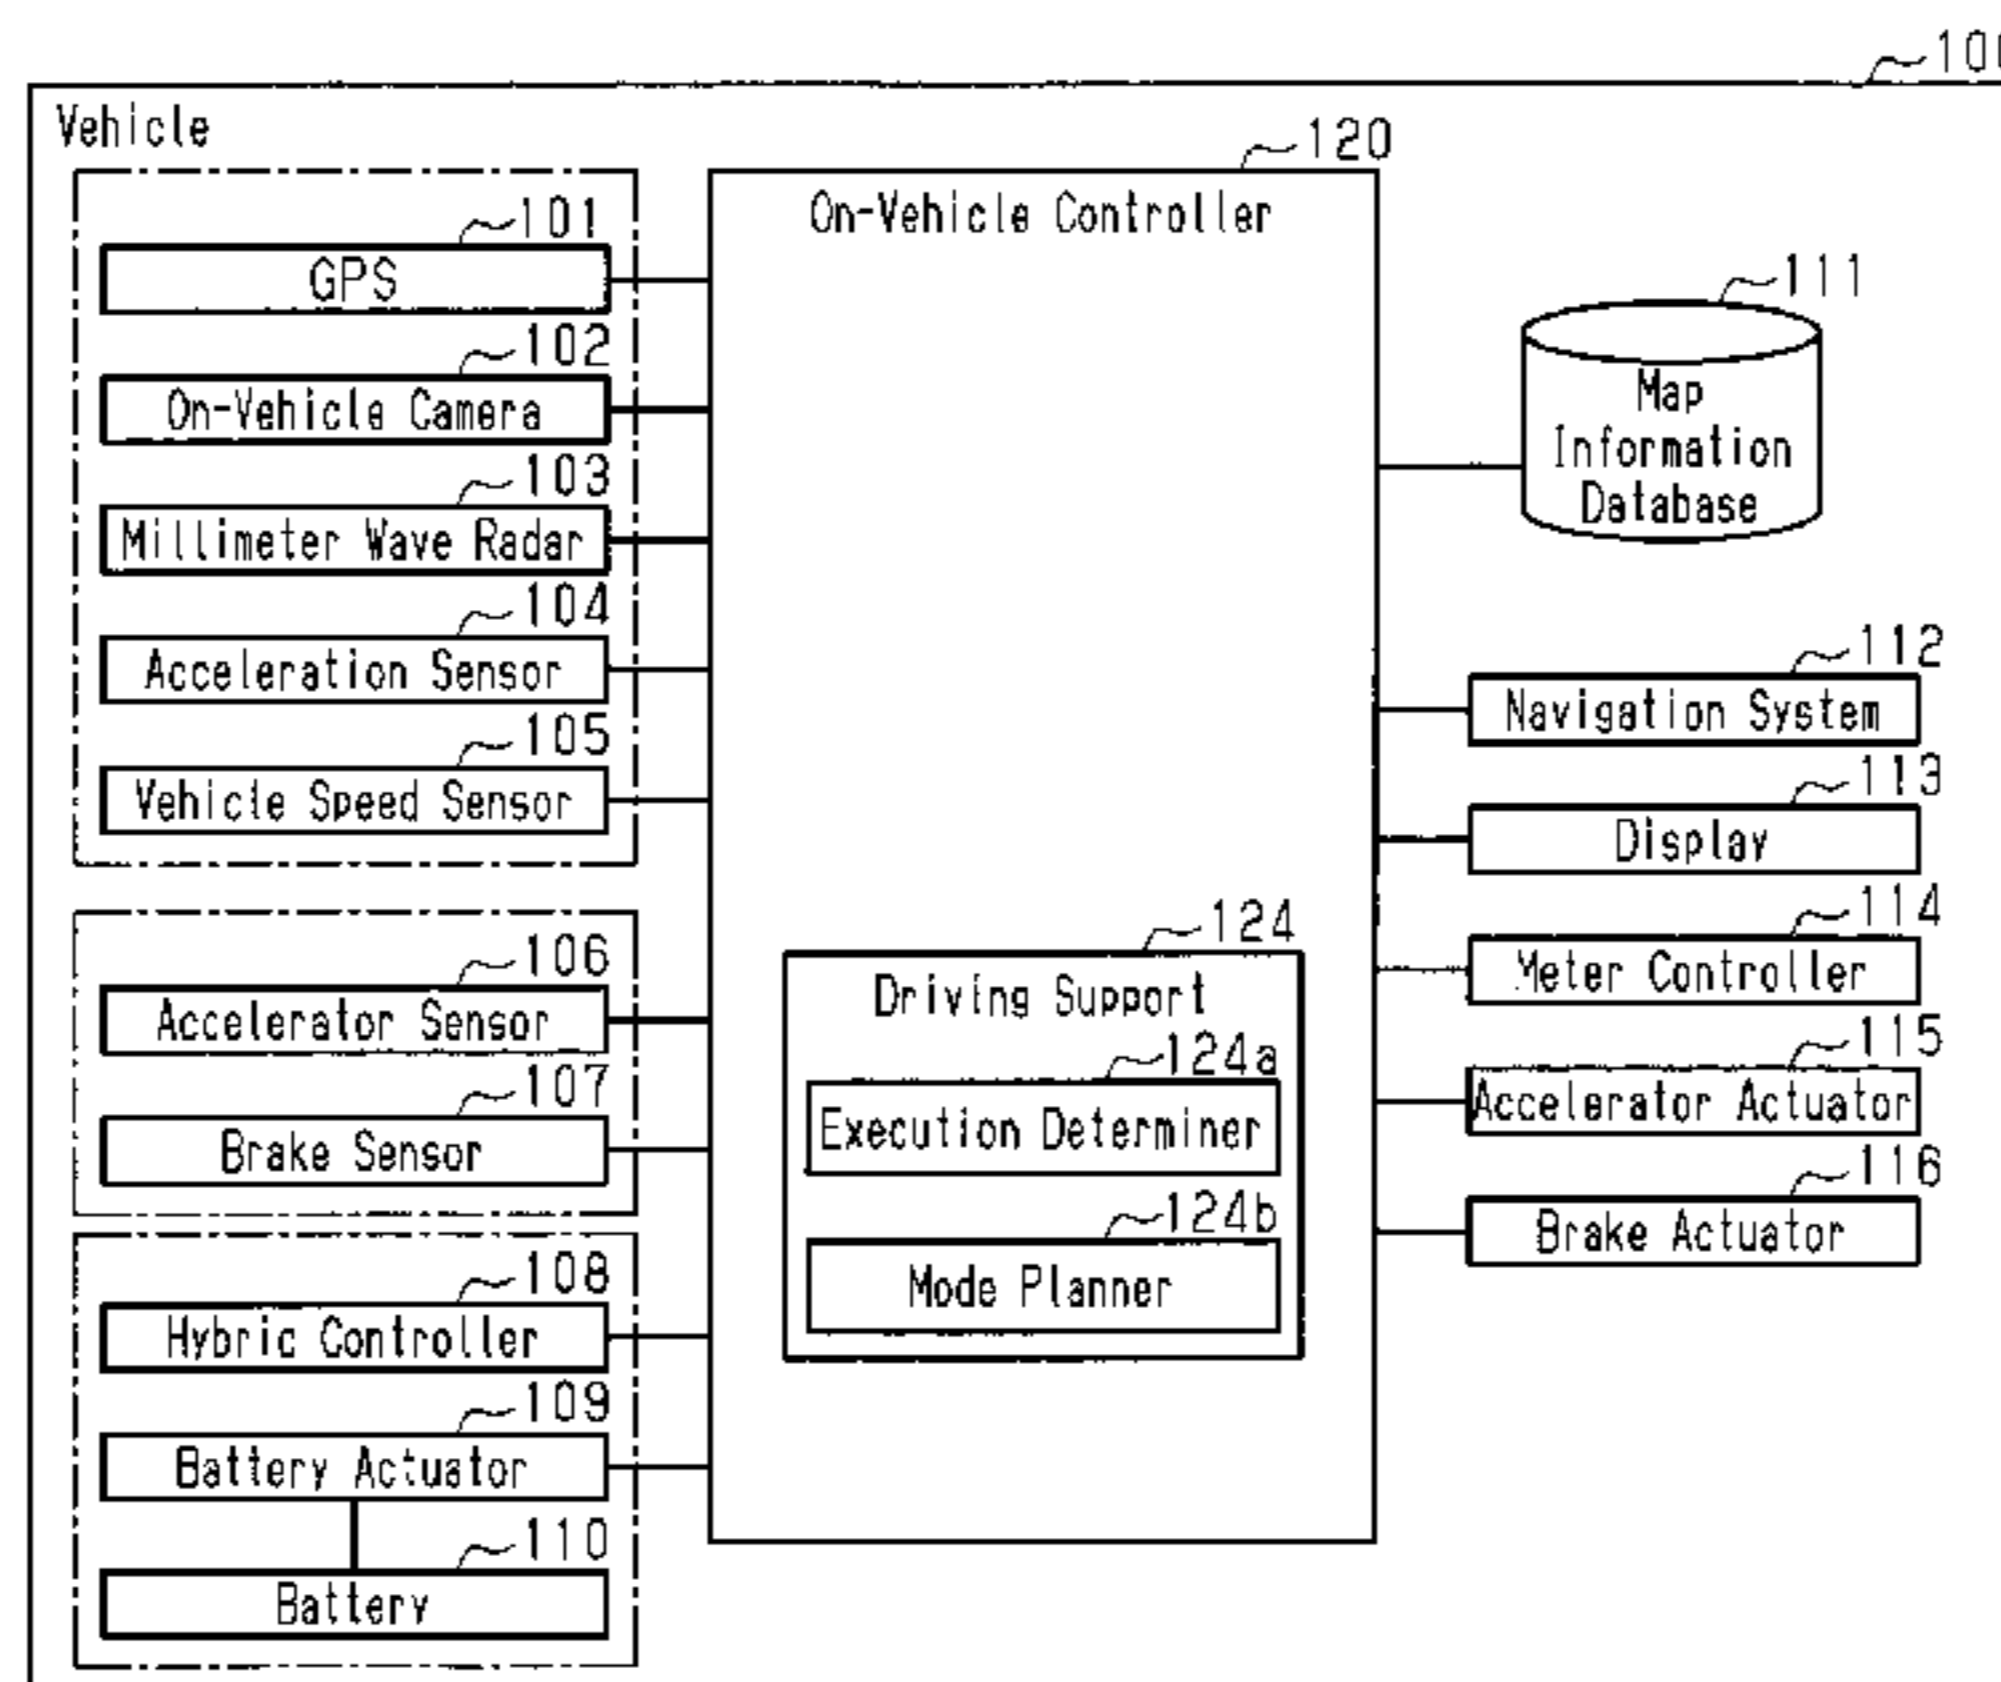 Vehicle
120
On-Vehicle Controller
101
GPS
102
On-Vehicle Camera
103
Millimeter Wave Radar
104
Acceleration Sensor
105
Vehicle Speed Sensor
106
Accelerator Sensor
107
Brake Sensor
108
Hybric Controller
109
Battery Actuator
110
Battery
124
Driving Support
124a
Execution Determiner
124b
Mode Planner
111
Map
Information
Database
112
Navigation System
113
Display
114
Meter Controller
115
Accelerator Actuator
116
Brake Actuator